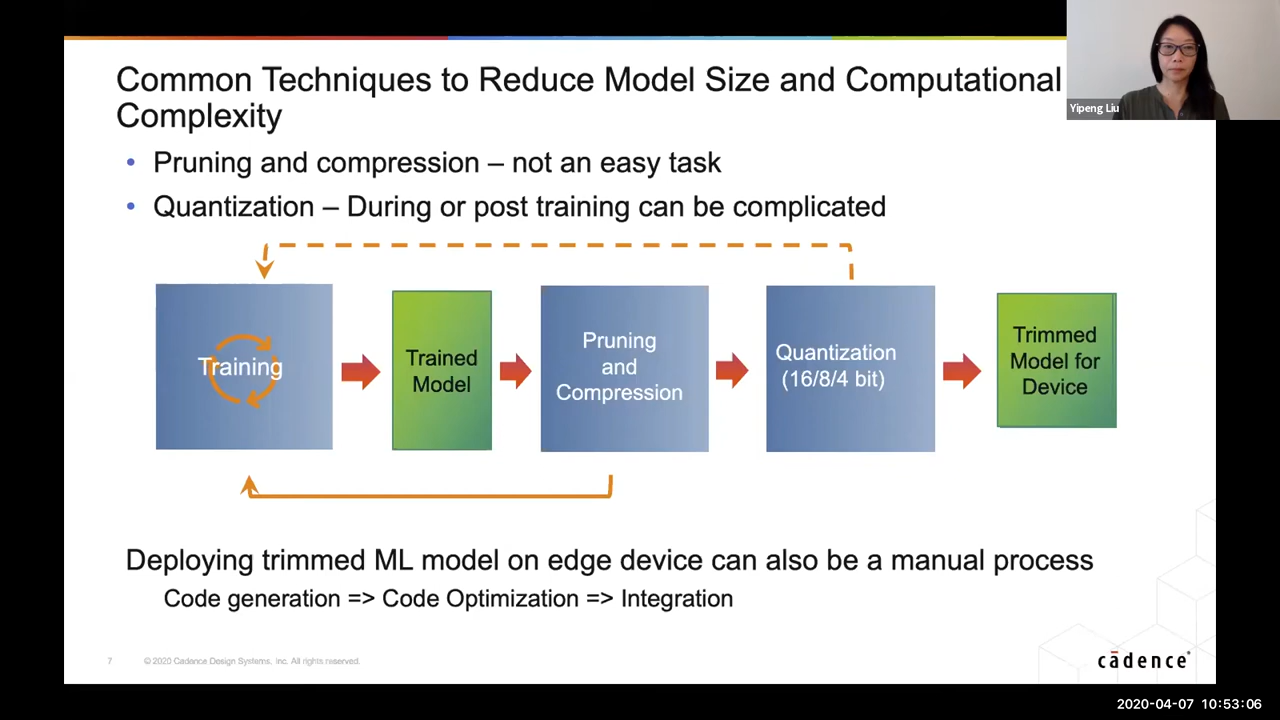 Common Techniques to Reduce Model Size and Computational
Complexity
Yipeng Liu
• Pruning and compression – not an easy task
• Quantization – During or post training can be complicated
Training
Trained
Model
Pruning
and
Compression
Quantization
(16/8/4 bit)
Trimmed
Model for
Device
Deploying trimmed ML model on edge device can also be a manual process
Code generation => Code Optimization => Integration
7 © 2020 Cadence Design Systems, Inc. All rights reserved.
cādence®
2020-04-07 10:53:06